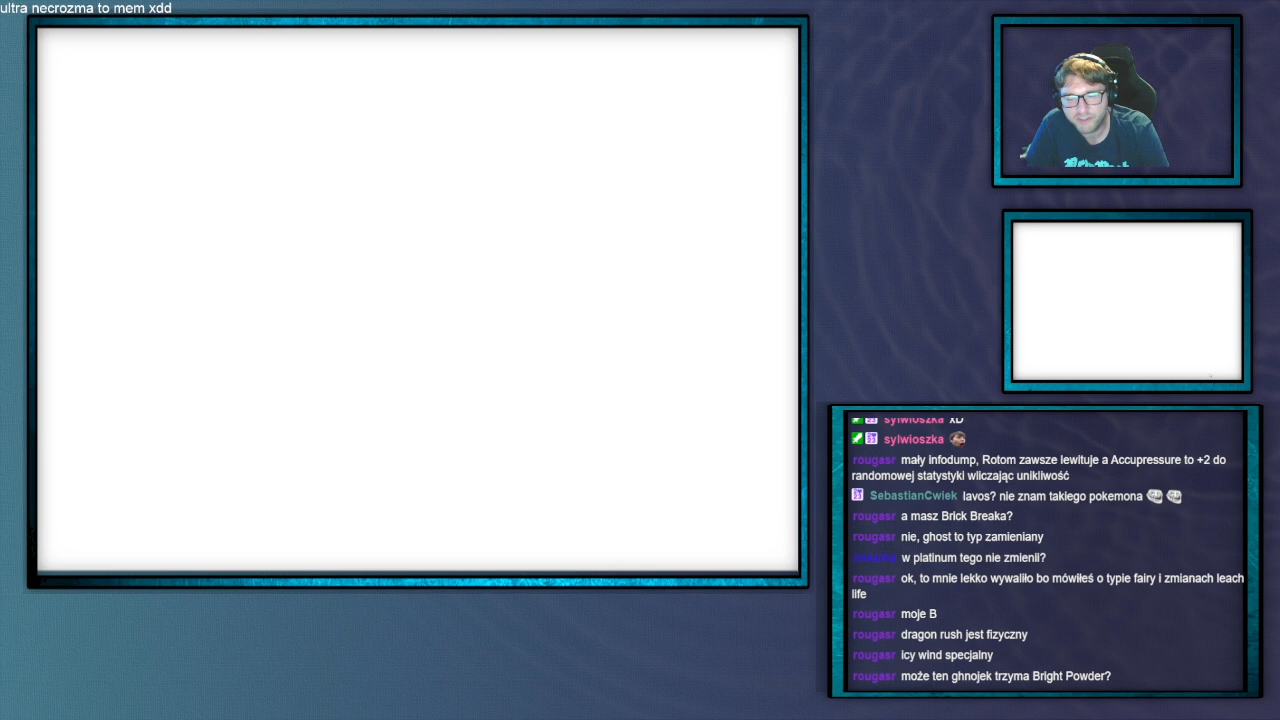 ultra necrozma to mem xdd
sylwioszka xD
sylwioszka
rougasr mały infodump, Rotom zawsze lewituje a Accupressure to +2 do
randomowej statystyki wliczając unikliwość
SebastianCwiek lavos? nie znam takiego pokemona
rougasr a masz Brick Breaka?
rougasr nie, ghost to typ zamieniany
w platinum tego nie zmienili?
rougasr ok, to mnie lekko wywaliło bo mówiłeś o typie fairy i zmianach leach
life
rougasr moje B
rougasr dragon rush jest fizyczny
rougasr icy wind specjalny
rougasr może ten ghnojek trzyma Bright Powder?